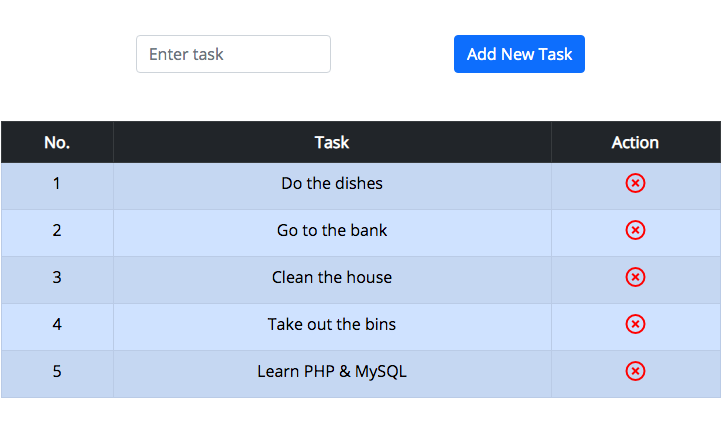 Enter task Add New Task
No. Task Action
1 Do the dishes
2 Go to the bank
3 Clean the house
4 Take out the bins
5 Learn PHP & MySQL